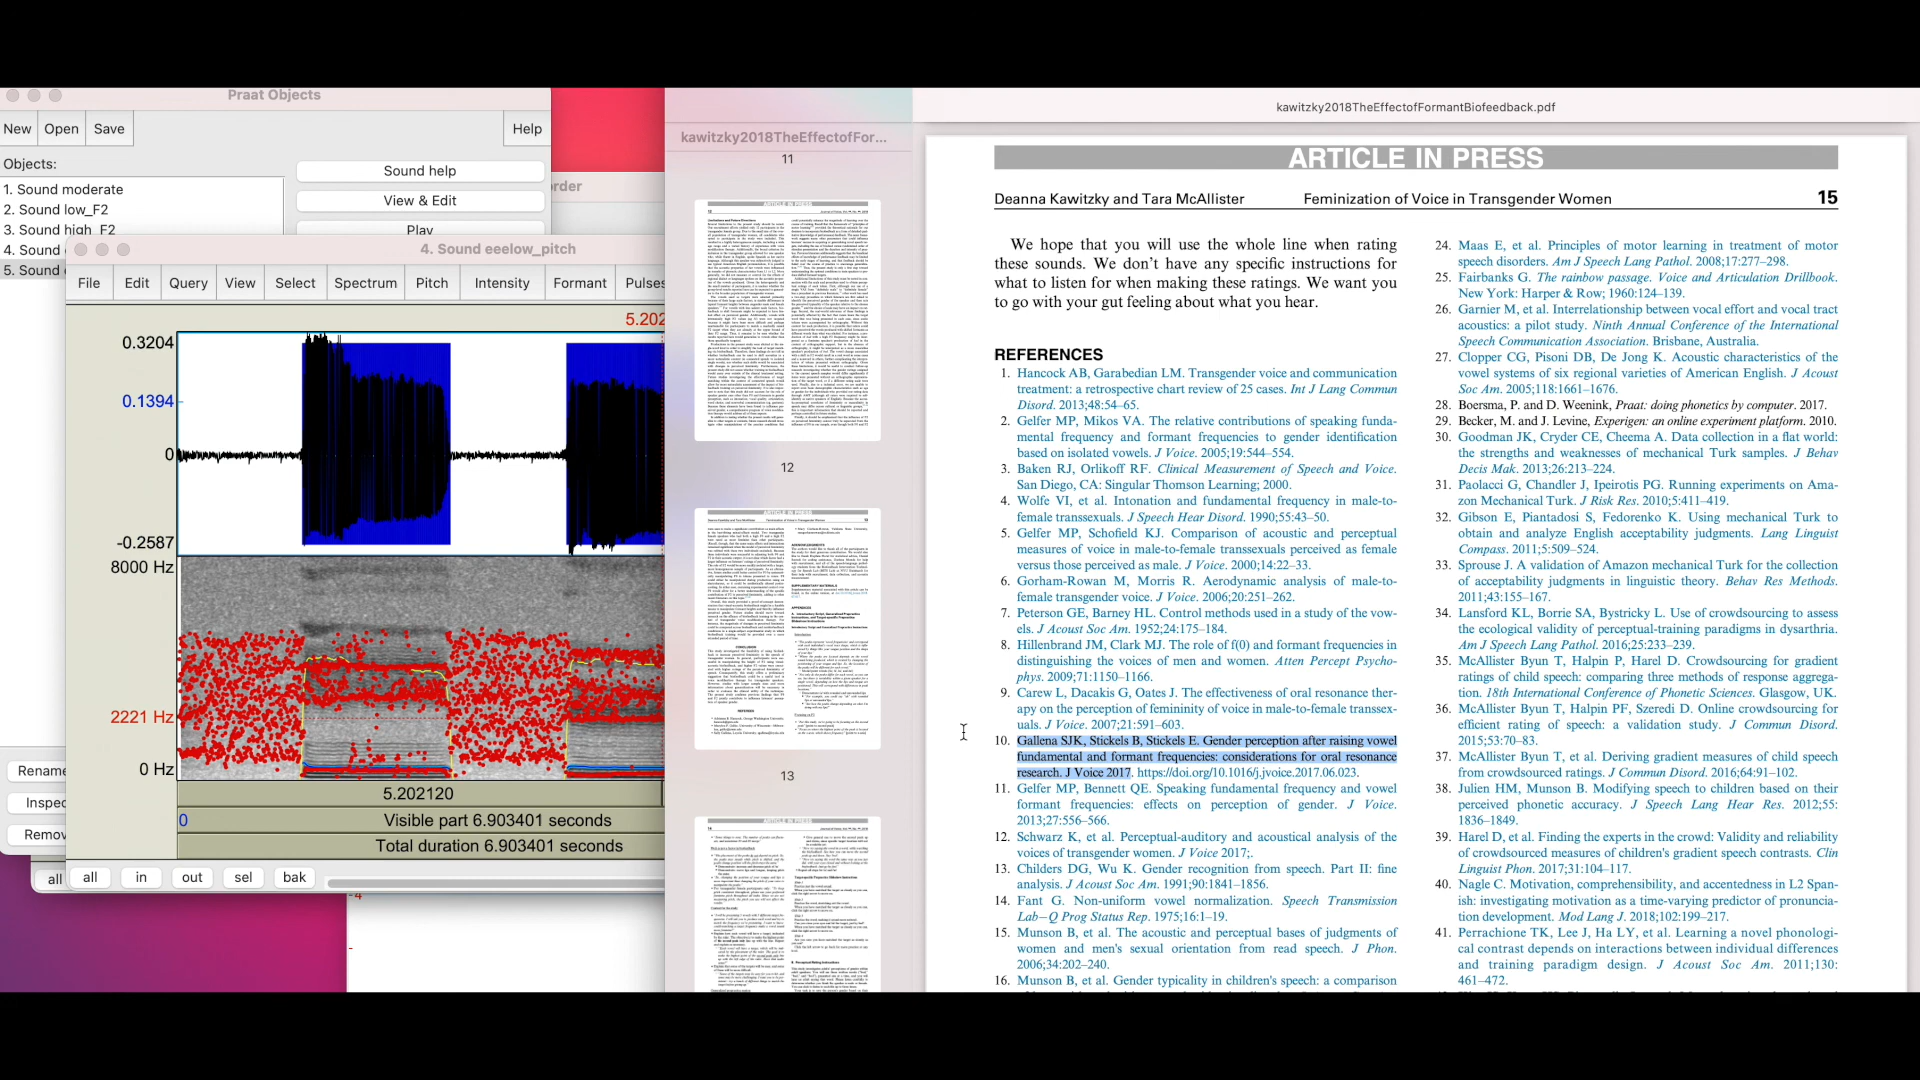 Praat Objects
New
Open
Save
Help
Objects:
1. Sound moderate
2. Sound low_F2
3. Sound high_F2
4. Sound
5. Sound
Sound help
View & Edit
Play
order
4. Sound eeelow_pitch
File
Edit
Query
View
Select
Spectrum
Pitch
Intensity
Formant
Pulses
5.202
0.3204
0.1394
0
-0.2587
8000 Hz
2221 Hz
0 Hz
5.202120
0
Visible part 6.903401 seconds
Total duration 6.903401 seconds
Rename
Inspec
Remov
all
all
in
out
sel
bak
-4
kawitzky2018TheEffectofFor...
11
12
13
kawitzky2018TheEffectofFormantBiofeedback.pdf
ARTICLE IN PRESS
Deanna Kawitzky and Tara McAllister
Feminization of Voice in Transgender Women
15
We hope that you will use the whole line when rating
these sounds. We don't have any specific instructions for
what to listen for when making these ratings. We want you
to go with your gut feeling about what you hear.
REFERENCES
1. Hancock AB, Garabedian LM. Transgender voice and communication
treatment: a retrospective chart review of 25 cases. Int J Lang Commun
Disord. 2013;48:54–65.
2. Gelfer MP, Mikos VA. The relative contributions of speaking funda-
mental frequency and formant frequencies to gender identification
based on isolated vowels. J Voice. 2005;19:544–554.
3. Baken RJ, Orlikoff RF. Clinical Measurement of Speech and Voice.
San Diego, CA: Singular Thomson Learning; 2000.
4. Wolfe VI, et al. Intonation and fundamental frequency in male-to-
female transsexuals. J Speech Hear Disord. 1990;55:43–50.
5. Gelfer MP, Schofield KJ. Comparison of acoustic and perceptual
measures of voice in male-to-female transsexuals perceived as female
versus those perceived as male. J Voice. 2000;14:22–33.
6. Gorham-Rowan M, Morris R. Aerodynamic analysis of male-to-
female transgender voice. J Voice. 2006;20:251–262.
7. Peterson GE, Barney HL. Control methods used in a study of the vow-
els. J Acoust Soc Am. 1952;24:175–184.
8. Hillenbrand JM, Clark MJ. The role of f(0) and formant frequencies in
distinguishing the voices of men and women. Atten Percept Psycho-
phys. 2009;71:1150–1166.
9. Carew L, Dacakis G, Oates J. The effectiveness of oral resonance ther-
apy on the perception of femininity of voice in male-to-female transsex-
uals. J Voice. 2007;21:591–603.
10. Gallena SJK, Stickels B, Stickels E. Gender perception after raising vowel
fundamental and formant frequencies: considerations for oral resonance
research. J Voice 2017. https://doi.org/10.1016/j.jvoice.2017.06.023.
11. Gelfer MP, Bennett QE. Speaking fundamental frequency and vowel
formant frequencies: effects on perception of gender. J Voice.
2013;27:556–566.
12. Schwarz K, et al. Perceptual-auditory and acoustical analysis of the
voices of transgender women. J Voice 2017;.
13. Childers DG, Wu K. Gender recognition from speech. Part II: fine
analysis. J Acoust Soc Am. 1991;90:1841–1856.
14. Fant G. Non-uniform vowel normalization. Speech Transmission
Lab–Q Prog Status Rep. 1975;16:1–19.
15. Munson B, et al. The acoustic and perceptual bases of judgments of
women and men's sexual orientation from read speech. J Phon.
2006;34:202–240.
16. Munson B, et al. Gender typicality in children's speech: a comparison
24. Maas E, et al. Principles of motor learning in treatment of motor
speech disorders. Am J Speech Lang Pathol. 2008;17:277–298.
25. Fairbanks G. The rainbow passage. Voice and Articulation Drillbook.
New York: Harper & Row; 1960:124–139.
26. Garnier M, et al. Interrelationship between vocal effort and vocal tract
acoustics: a pilot study. Ninth Annual Conference of the International
Speech Communication Association. Brisbane, Australia.
27. Clopper CG, Pisoni DB, De Jong K. Acoustic characteristics of the
vowel systems of six regional varieties of American English. J Acoust
Soc Am. 2005;118:1661–1676.
28. Boersma, P. and D. Weenink, Praat: doing phonetics by computer. 2017.
29. Becker, M. and J. Levine, Experigen: an online experiment platform. 2010.
30. Goodman JK, Cryder CE, Cheema A. Data collection in a flat world:
the strengths and weaknesses of mechanical Turk samples. J Behav
Decis Mak. 2013;26:213–224.
31. Paolacci G, Chandler J, Ipeirotis PG. Running experiments on Ama-
zon Mechanical Turk. J Risk Res. 2010;5:411–419.
32. Gibson E, Piantadosi S, Fedorenko K. Using mechanical Turk to
obtain and analyze English acceptability judgments. Lang Linguist
Compass. 2011;5:509–524.
33. Sprouse J. A validation of Amazon mechanical Turk for the collection
of acceptability judgments in linguistic theory. Behav Res Methods.
2011;43:155–167.
34. Lansford KL, Borrie SA, Bystricky L. Use of crowdsourcing to assess
the ecological validity of perceptual-training paradigms in dysarthria.
Am J Speech Lang Pathol. 2016;25:233–239.
35. McAllister Byun T, Halpin P, Harel D. Crowdsourcing for gradient
ratings of child speech: comparing three methods of response aggrega-
tion. 18th International Conference of Phonetic Sciences. Glasgow, UK.
36. McAllister Byun T, Halpin PF, Szeredi D. Online crowdsourcing for
efficient rating of speech: a validation study. J Commun Disord.
2015;53:70–83.
37. McAllister Byun T, et al. Deriving gradient measures of child speech
from crowdsourced ratings. J Commun Disord. 2016;64:91–102.
38. Julien HM, Munson B. Modifying speech to children based on their
perceived phonetic accuracy. J Speech Lang Hear Res. 2012;55:
1836–1849.
39. Harel D, et al. Finding the experts in the crowd: Validity and reliability
of crowdsourced measures of children's gradient speech contrasts. Clin
Linguist Phon. 2017;31:104–117.
40. Nagle C. Motivation, comprehensibility, and accentedness in L2 Span-
ish: investigating motivation as a time-varying predictor of pronuncia-
tion development. Mod Lang J. 2018;102:199–217.
41. Perrachione TK, Lee J, Ha LY, et al. Learning a novel phonologi-
cal contrast depends on interactions between individual differences
and training paradigm design. J Acoust Soc Am. 2011;130:
461–472.